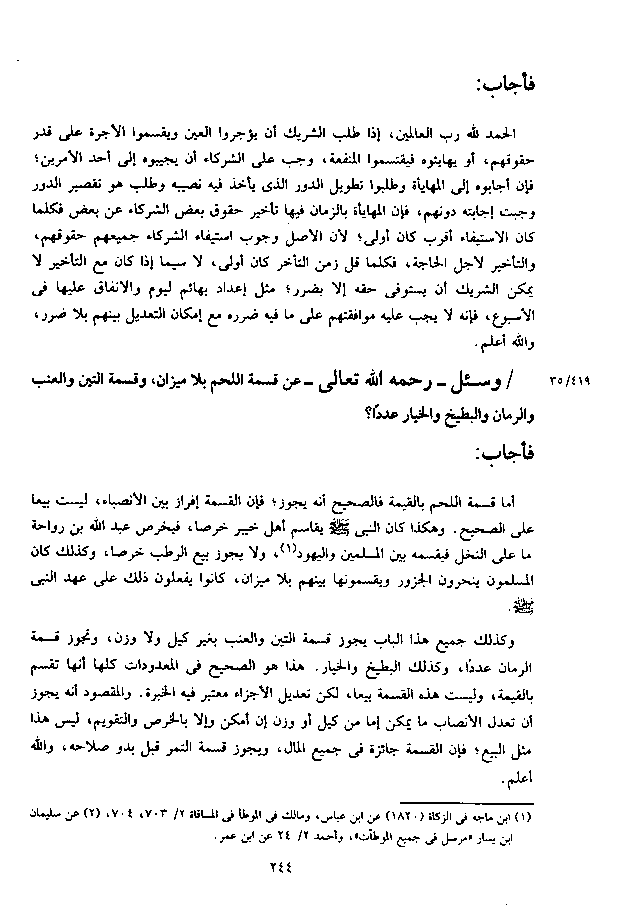 فأجاب:
الحمد لله رب العالمين، إذا طلب الشريك أن يؤجروا العين ويقسموا الأجرة على قدر
حقوقهم، أو يهايئوه فيقتسموا المنفعة، وجب على الشركاء أن يجيبوه إلى أحد الأمرين؛
فإن أجابوه إلى المهايأة وطلبوا تطويل الدور الذى يأخذ فيه نصيبه وطلب هو تقصير الدور
وجبت إجابته دونهم، فإن المهايأة بالزمان فيها تأخير حقوق بعض الشركاء عن بعض فكلما
كان الاستيفاء أقرب كان أولى؛ لأن الأصل وجوب استيفاء الشركاء جميعهم حقوقهم،
والتأخير لأجل الحاجة، فكلما قل زمن التأخر كان أولى، لا سيما إذا كان مع التأخير لا
يمكن الشريك أن يستوفى حقه إلا بضرر؛ مثل إعداد بهائم ليوم والانفاق عليها فى
الأسبوع، فإنه لا يجب عليه موافقتهم على ما فيه ضرره مع إمكان التعديل بينهم بلا ضرر،
والله أعلم.
٣٥/٤١٩ / وسئل ـ رحمه الله تعالى ـ عن قسمة اللحم بلا ميزان، وقسمة التين والعنب
والرمان والبطيخ والخيار عددًا؟
فأجاب:
أما قسمة اللحم بالقيمة فالصحيح أنه يجوز؛ فإن القسمة إفراز بين الأنصباء، ليست بيعا
على الصحيح. وهكذا كان النبى ﷺ يقاسم أهل خيبر خرصا، فيخرص عبد الله بن رواحة
ما على النخل فيقسمه بين المسلمين واليهود(١)، ولا يجوز بيع الرطب خرصا، وكذلك كان
المسلمون ينحرون الجزور ويقسمونها بينهم بلا ميزان، كانوا يفعلون ذلك على عهد النبى
ﷺ.
وكذلك جميع هذا الباب يجوز قسمة التين والعنب بغير كيل ولا وزن، وتجوز قسمة
الرمان عددًا، وكذلك البطيخ والخيار. هذا هو الصحيح فى المعدودات كلها أنها تقسم
بالقيمة، وليست هذه القسمة بيعا، لكن تعديل الأجزاء معتبر فيه الخبرة. والمقصود أنه يجوز
أن تعدل الأنصاب ما يمكن إما من كيل أو وزن إن أمكن وإلا بالخرص والتقويم، ليس هذا
مثل البيع؛ فإن القسمة جائزة فى جميع المال، ويجوز قسمة التمر قبل بدو صلاحه، والله
أعلم.
(١) ابن ماجه فى الزكاة (١٨٢٠) عن ابن عباس، ومالك فى الموطأ فى المساقاة ٢/ ٧٠٣، ٧٠٤، (٢) عن سليمان
ابن يسار «مرسل فى جميع الموطآت»، وأحمد ٢/ ٢٤ عن ابن عمر.
٢٤٤